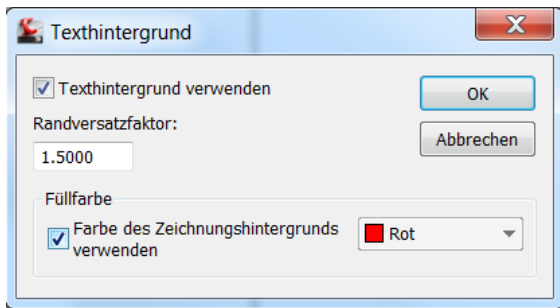 Texthintergrund
Texthintergrund verwenden
OK
Randversatzfaktor:
Abbrechen
1.5000
Füllfarbe
Farbe des Zeichnungshintergrunds
verwenden
Rot